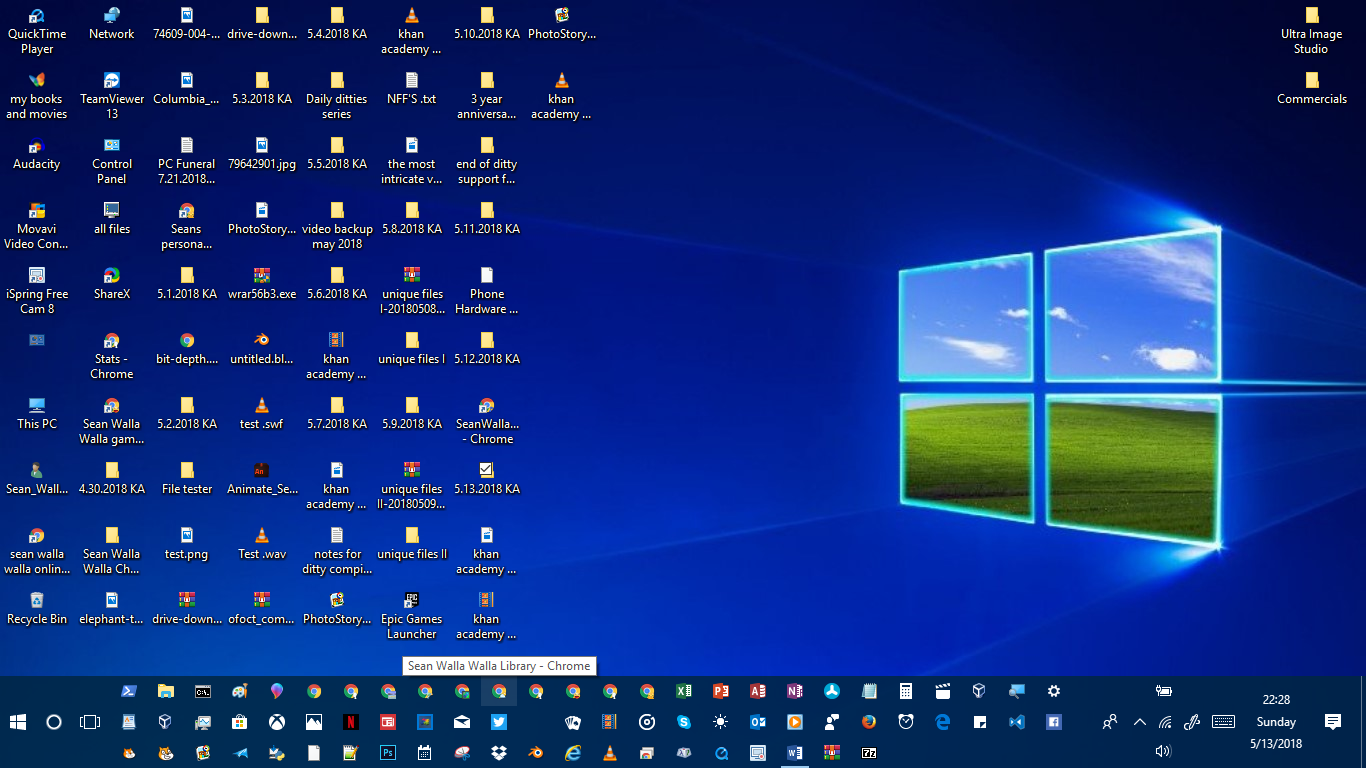 QuickTime
Player
Network
74609-004-...
drive-down...
5.4.2018 KA
khan
academy ...
5.10.2018 KA
PhotoStory...
Ultra Image
Studio
my books
and movies
TeamViewer
13
Columbia_...
5.3.2018 KA
Daily ditties
series
NFF'S .txt
3 year
anniversa...
khan
academy ...
Commercials
Audacity
Control
Panel
PC Funeral
7.21.2018...
79642901.jpg
5.5.2018 KA
the most
intricate v...
end of ditty
support f...
Movavi
Video Con...
all files
Seans
persona...
PhotoStory...
video backup
may 2018
5.8.2018 KA
5.11.2018 KA
iSpring Free
Cam 8
ShareX
5.1.2018 KA
wrar56b3.exe
5.6.2018 KA
unique files
I-20180508...
Phone
Hardware ...
Stats -
Chrome
bit-depth....
untitled.bl...
khan
academy ...
unique files I
5.12.2018 KA
This PC
Sean Walla
Walla gam...
5.2.2018 KA
test .swf
5.7.2018 KA
5.9.2018 KA
SeanWalla...
- Chrome
Sean_Wall...
4.30.2018 KA
File tester
Animate_Se...
khan
academy ...
unique files
II-20180509...
5.13.2018 KA
sean walla
walla onlin...
Sean Walla
Walla Ch...
test.png
Test .wav
notes for
ditty compi...
unique files II
khan
academy ...
Recycle Bin
elephant-t...
drive-down...
ofoct_com...
PhotoStory...
Epic Games
Launcher
khan
academy ...
Sean Walla Walla Library - Chrome
22:28
Sunday
5/13/2018